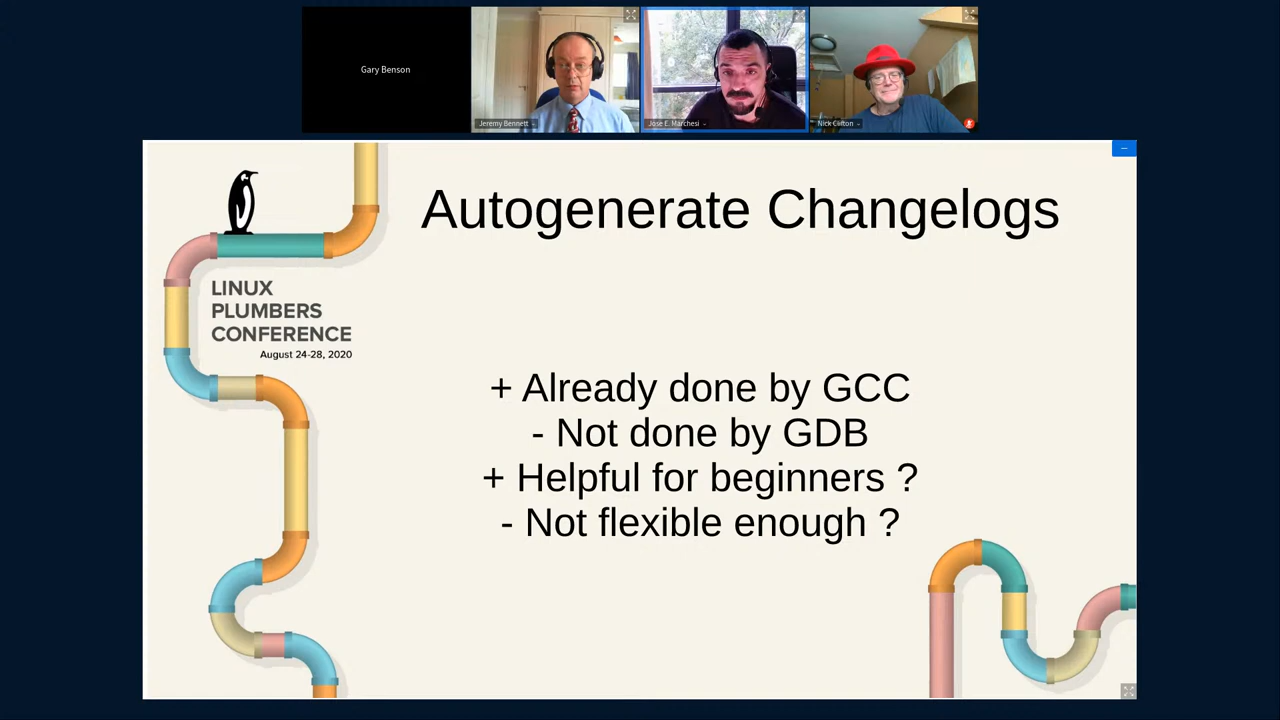 Gary Benson
Jeremy Bennett
Jose E. Marchesi
Nick Clifton
Autogenerate Changelogs
LINUX
PLUMBERS
CONFERENCE
August 24-28, 2020
+ Already done by GCC
- Not done by GDB
+ Helpful for beginners ?
- Not flexible enough ?